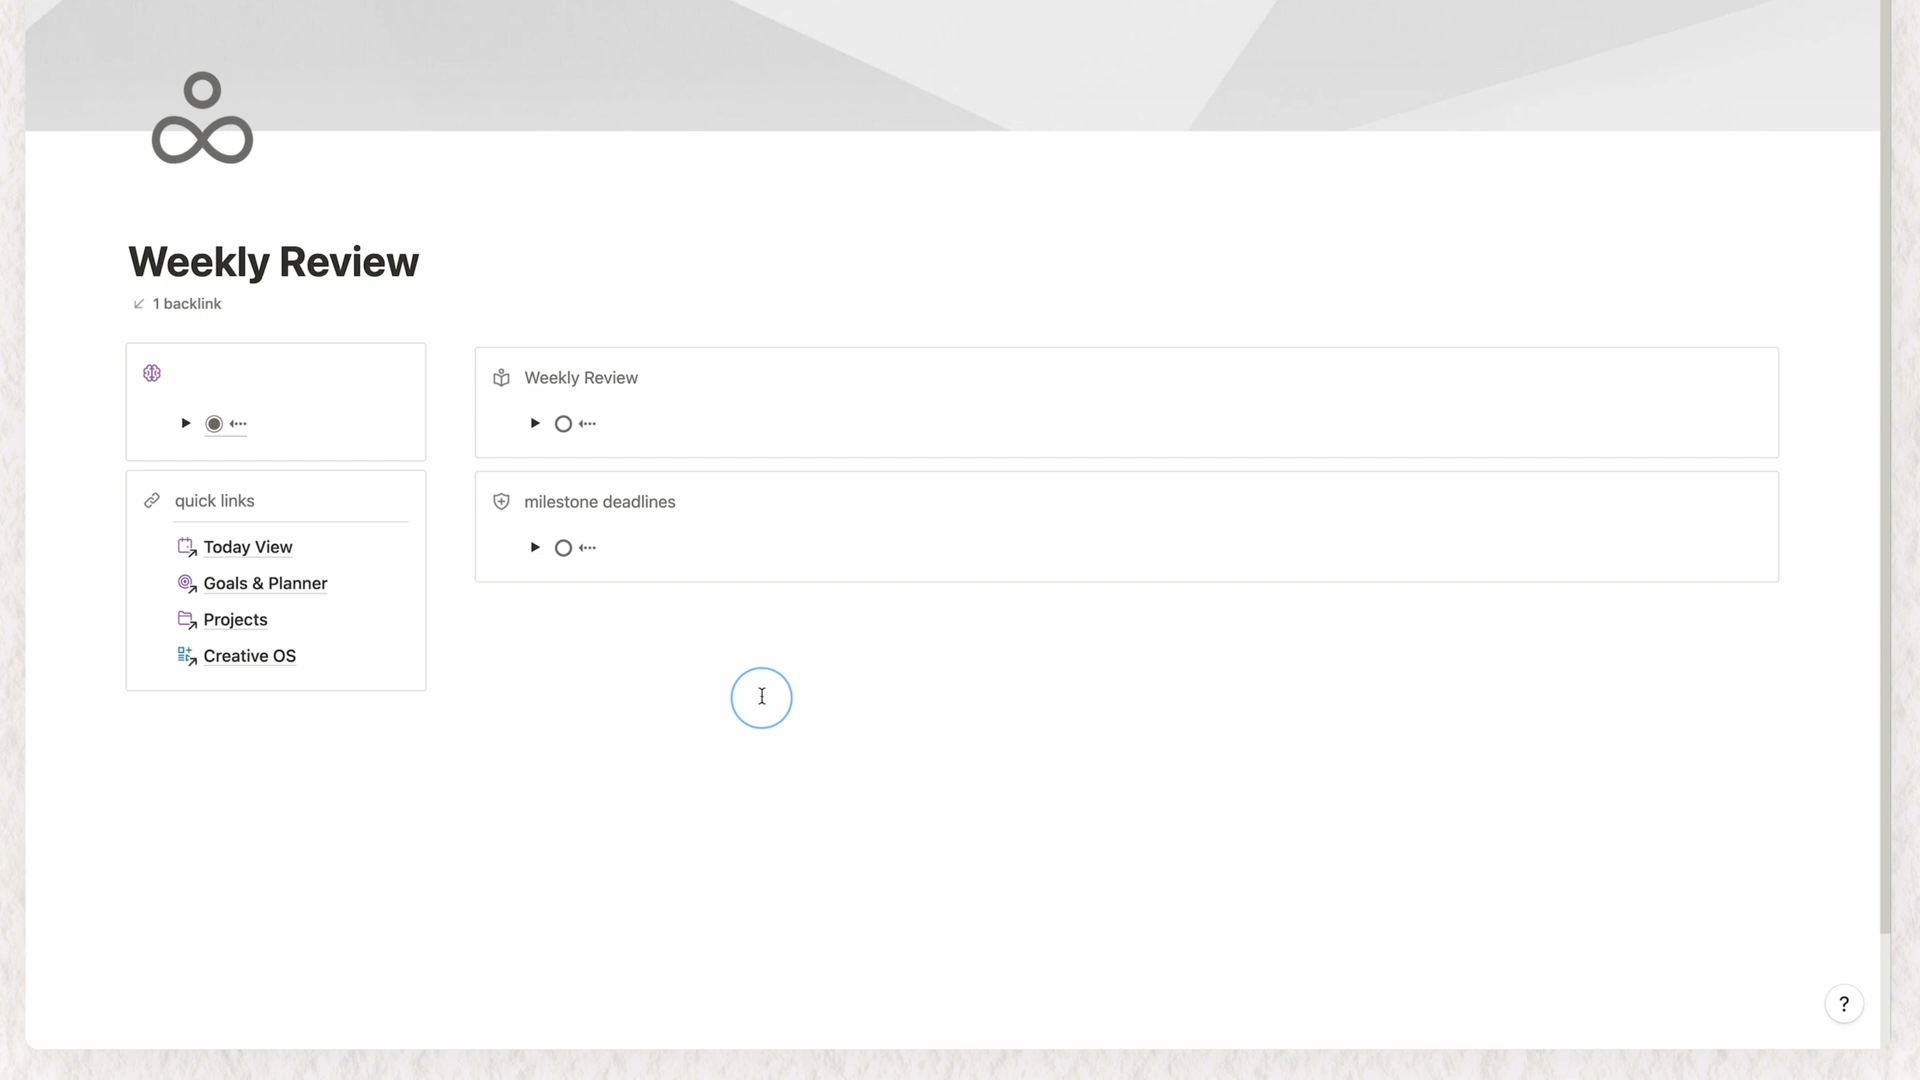 Weekly Review
1 backlink
Weekly Review
quick links
Today View
Goals & Planner
Projects
Creative OS
milestone deadlines
?